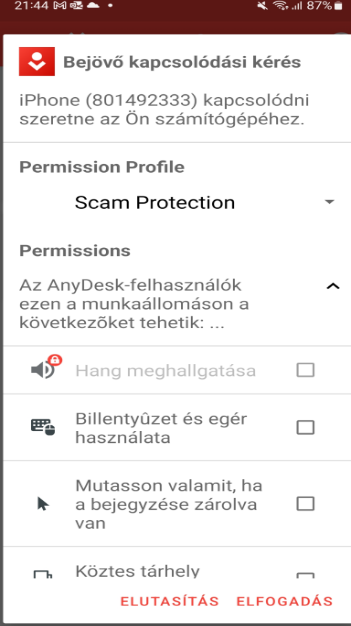 21:44
87%
Bejövő kapcsolódási kérés
iPhone (801492333) kapcsolódni
szeretne az Ön számítógépéhez.
Permission Profile
Scam Protection
Permissions
Az AnyDesk-felhasználók
ezen a munkaállomáson a
következõket tehetik: ...
Hang meghallgatása
Billentyûzet és egér
használata
Mutasson valamit, ha
a bejegyzése zárolva
van
Köztes tárhely
ELUTASÍTÁS ELFOGADÁS